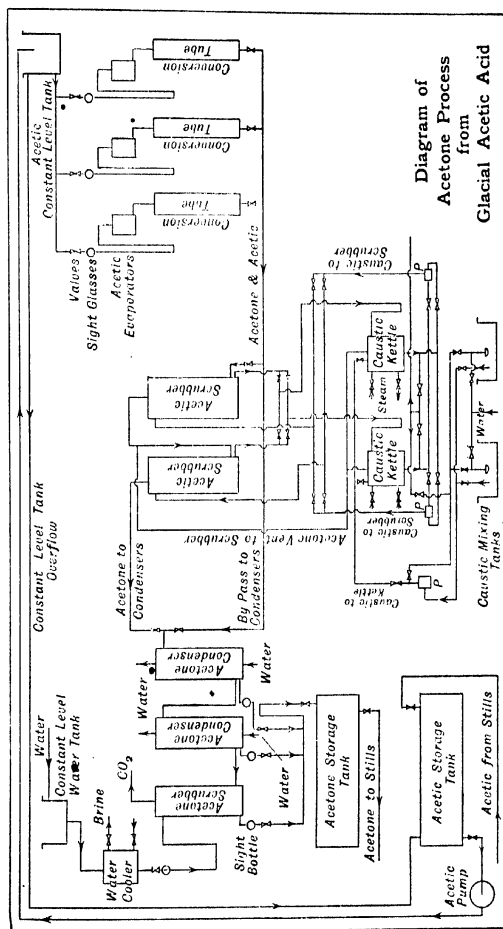 Diagram of
Acetone Process
from
Glacial Acetic Acid
Acetic
Constant Level Tank
Valves
Sight Glasses
Acetic
Evaporators
Conversion
Tube
Conversion
Tube
Conversion
Tube
Acetone & Acetic
Constant Level Tank
Overflow
Acetic
Scrubber
Acetic
Scrubber
Acetone to
Condensers
By Pass to
Condensers
Acetone Vent to Scrubber
Caustic to
Scrubber
Caustic
Kettle
Steam
Caustic
Kettle
Caustic to
Scrubber
P
P
Caustic to
Kettle
P
Water
Caustic Mixing
Tanks
Water
Constant Level
Water Tank
Brine
Water
Cooler
CO2
Acetone
Condenser
Water
Water
Acetone
Condenser
Water
Acetone
Scrubber
Sight
Bottle
Acetone Storage
Tank
Acetone to Stills
Acetic Storage
Tank
Acetic from Stills
Acetic
Pump